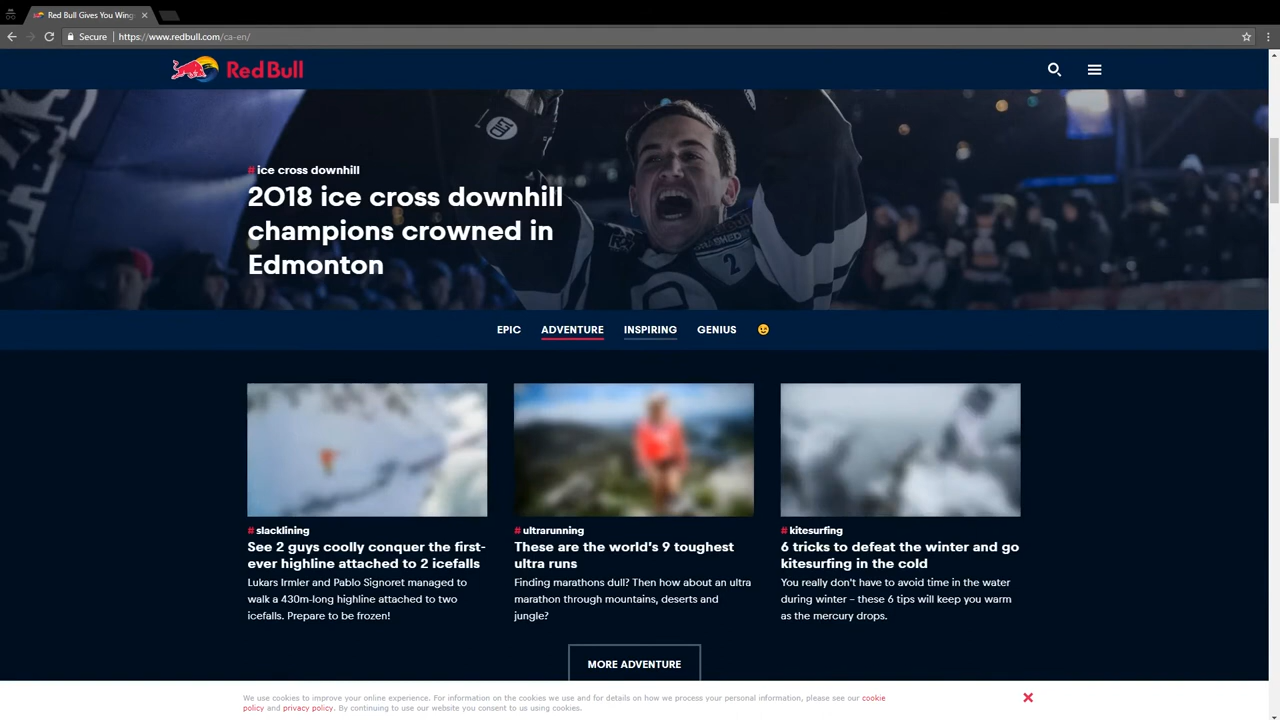 Red Bull Gives You Wing
Secure
https://www.redbull.com/ca-en/
Red Bull
# ice cross downhill
2018 ice cross downhill
champions crowned in
Edmonton
2
EPIC ADVENTURE INSPIRING GENIUS
# slacklining
See 2 guys coolly conquer the first-
ever highline attached to 2 icefalls
Lukars Irmler and Pablo Signoret managed to
walk a 430m-long highline attached to two
icefalls. Prepare to be frozen!
# ultrarunning
These are the world's 9 toughest
ultra runs
Finding marathons dull? Then how about an ultra
marathon through mountains, deserts and
jungle?
# kitesurfing
6 tricks to defeat the winter and go
kitesurfing in the cold
You really don't have to avoid time in the water
during winter – these 6 tips will keep you warm
as the mercury drops.
MORE ADVENTURE
We use cookies to improve your online experience. For information on the cookies we use and for details on how we process your personal information, please see our cookie
policy and privacy policy. By continuing to use our website you consent to us using cookies.